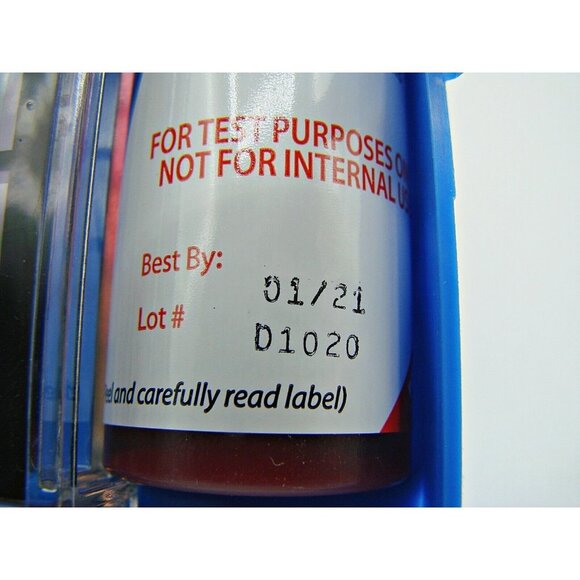 FOR TEST PURPOSES
NOT FOR INTERNAL
Best By: 01/21
Lot # D1020
and carefully read label)